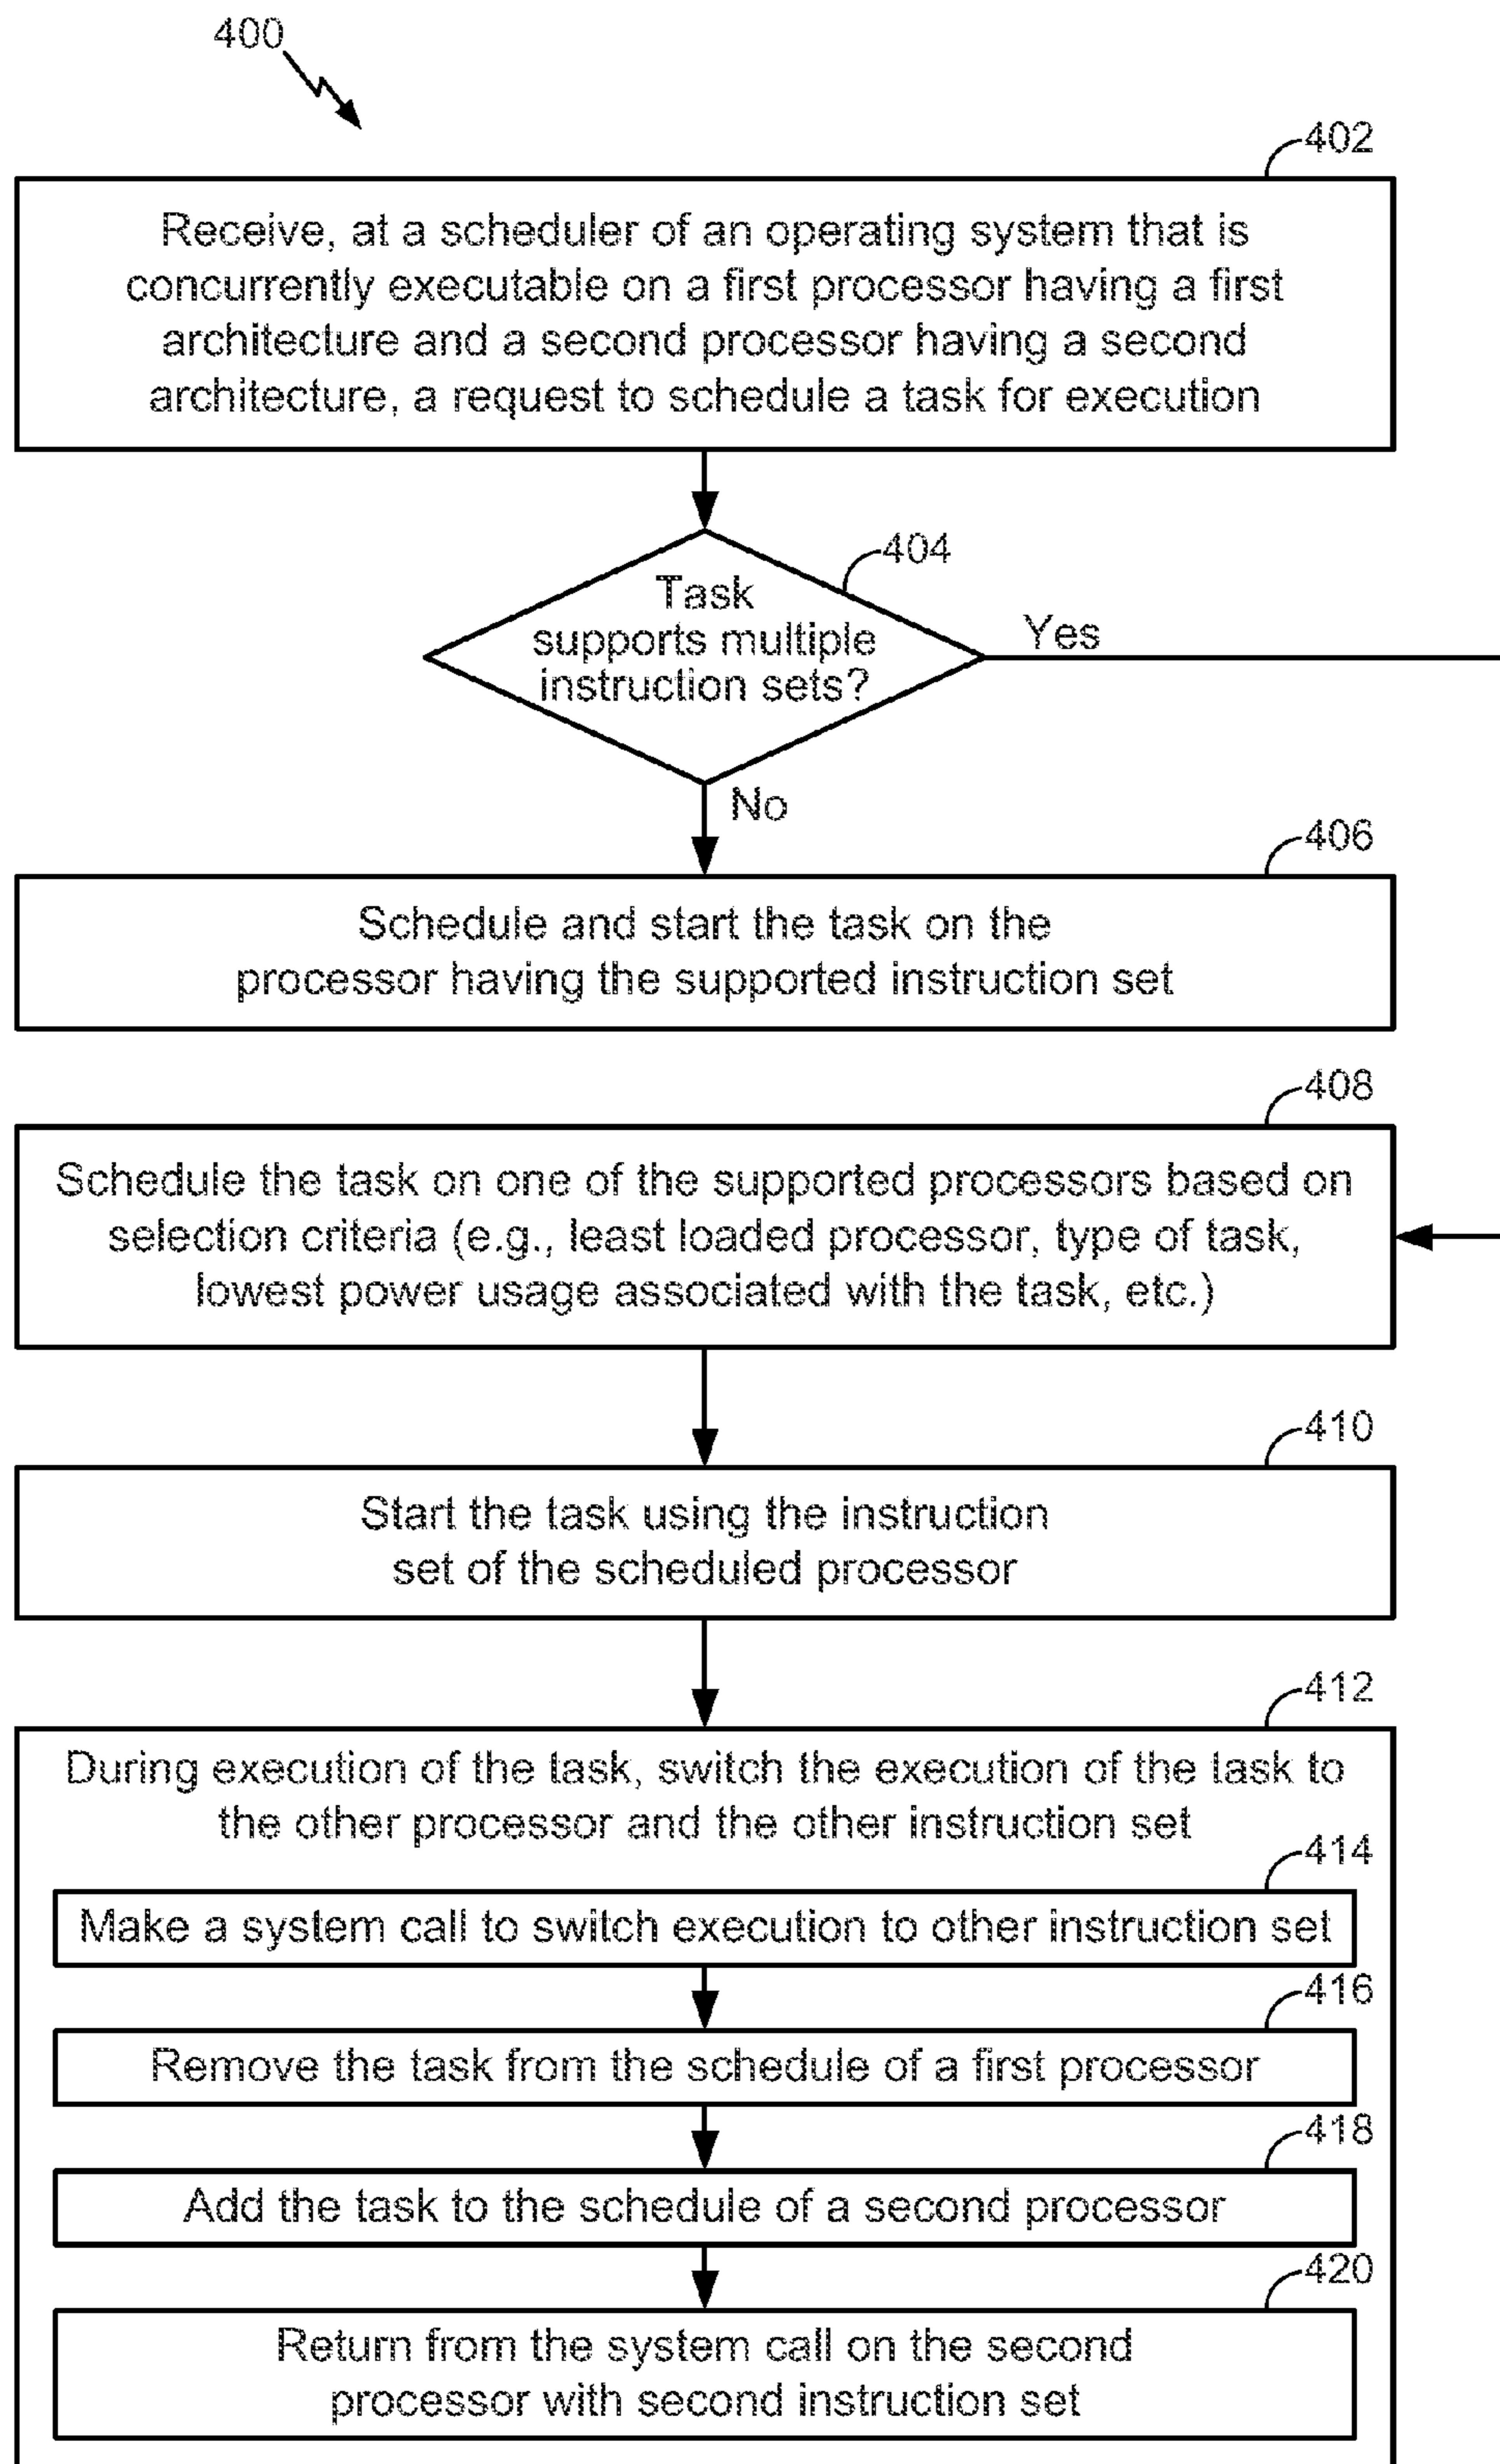 400
402
Receive, at a scheduler of an operating system that is
concurrently executable on a first processor having a first
architecture and a second processor having a second
architecture, a request to schedule a task for execution
404
Task
supports multiple
instruction sets?
Yes
No
406
Schedule and start the task on the
processor having the supported instruction set
408
Schedule the task on one of the supported processors based on
selection criteria (e.g., least loaded processor, type of task,
lowest power usage associated with the task, etc.)
410
Start the task using the instruction
set of the scheduled processor
412
During execution of the task, switch the execution of the task to
the other processor and the other instruction set
414
Make a system call to switch execution to other instruction set
416
Remove the task from the schedule of a first processor
418
Add the task to the schedule of a second processor
420
Return from the system call on the second
processor with second instruction set